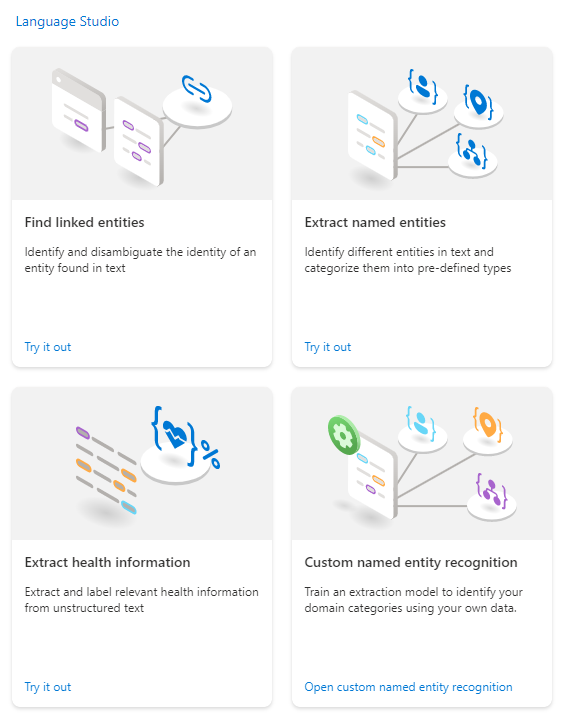 Language Studio
Find linked entities
Identify and disambiguate the identity of an
entity found in text
Try it out
Extract named entities
Identify different entities in text and
categorize them into pre-defined types
Try it out
Extract health information
Extract and label relevant health information
from unstructured text
Try it out
Custom named entity recognition
Train an extraction model to identify your
domain categories using your own data.
Open custom named entity recognition